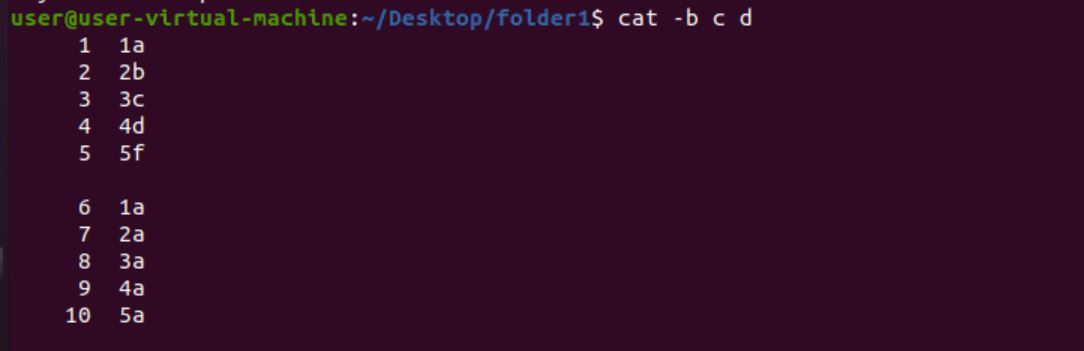 user@user-virtual-machine:~/Desktop/folder1$ cat -b c d
1 1a
2 2b
3 3c
4 4d
5 5f
6 1a
7 2a
8 3a
9 4a
10 5a